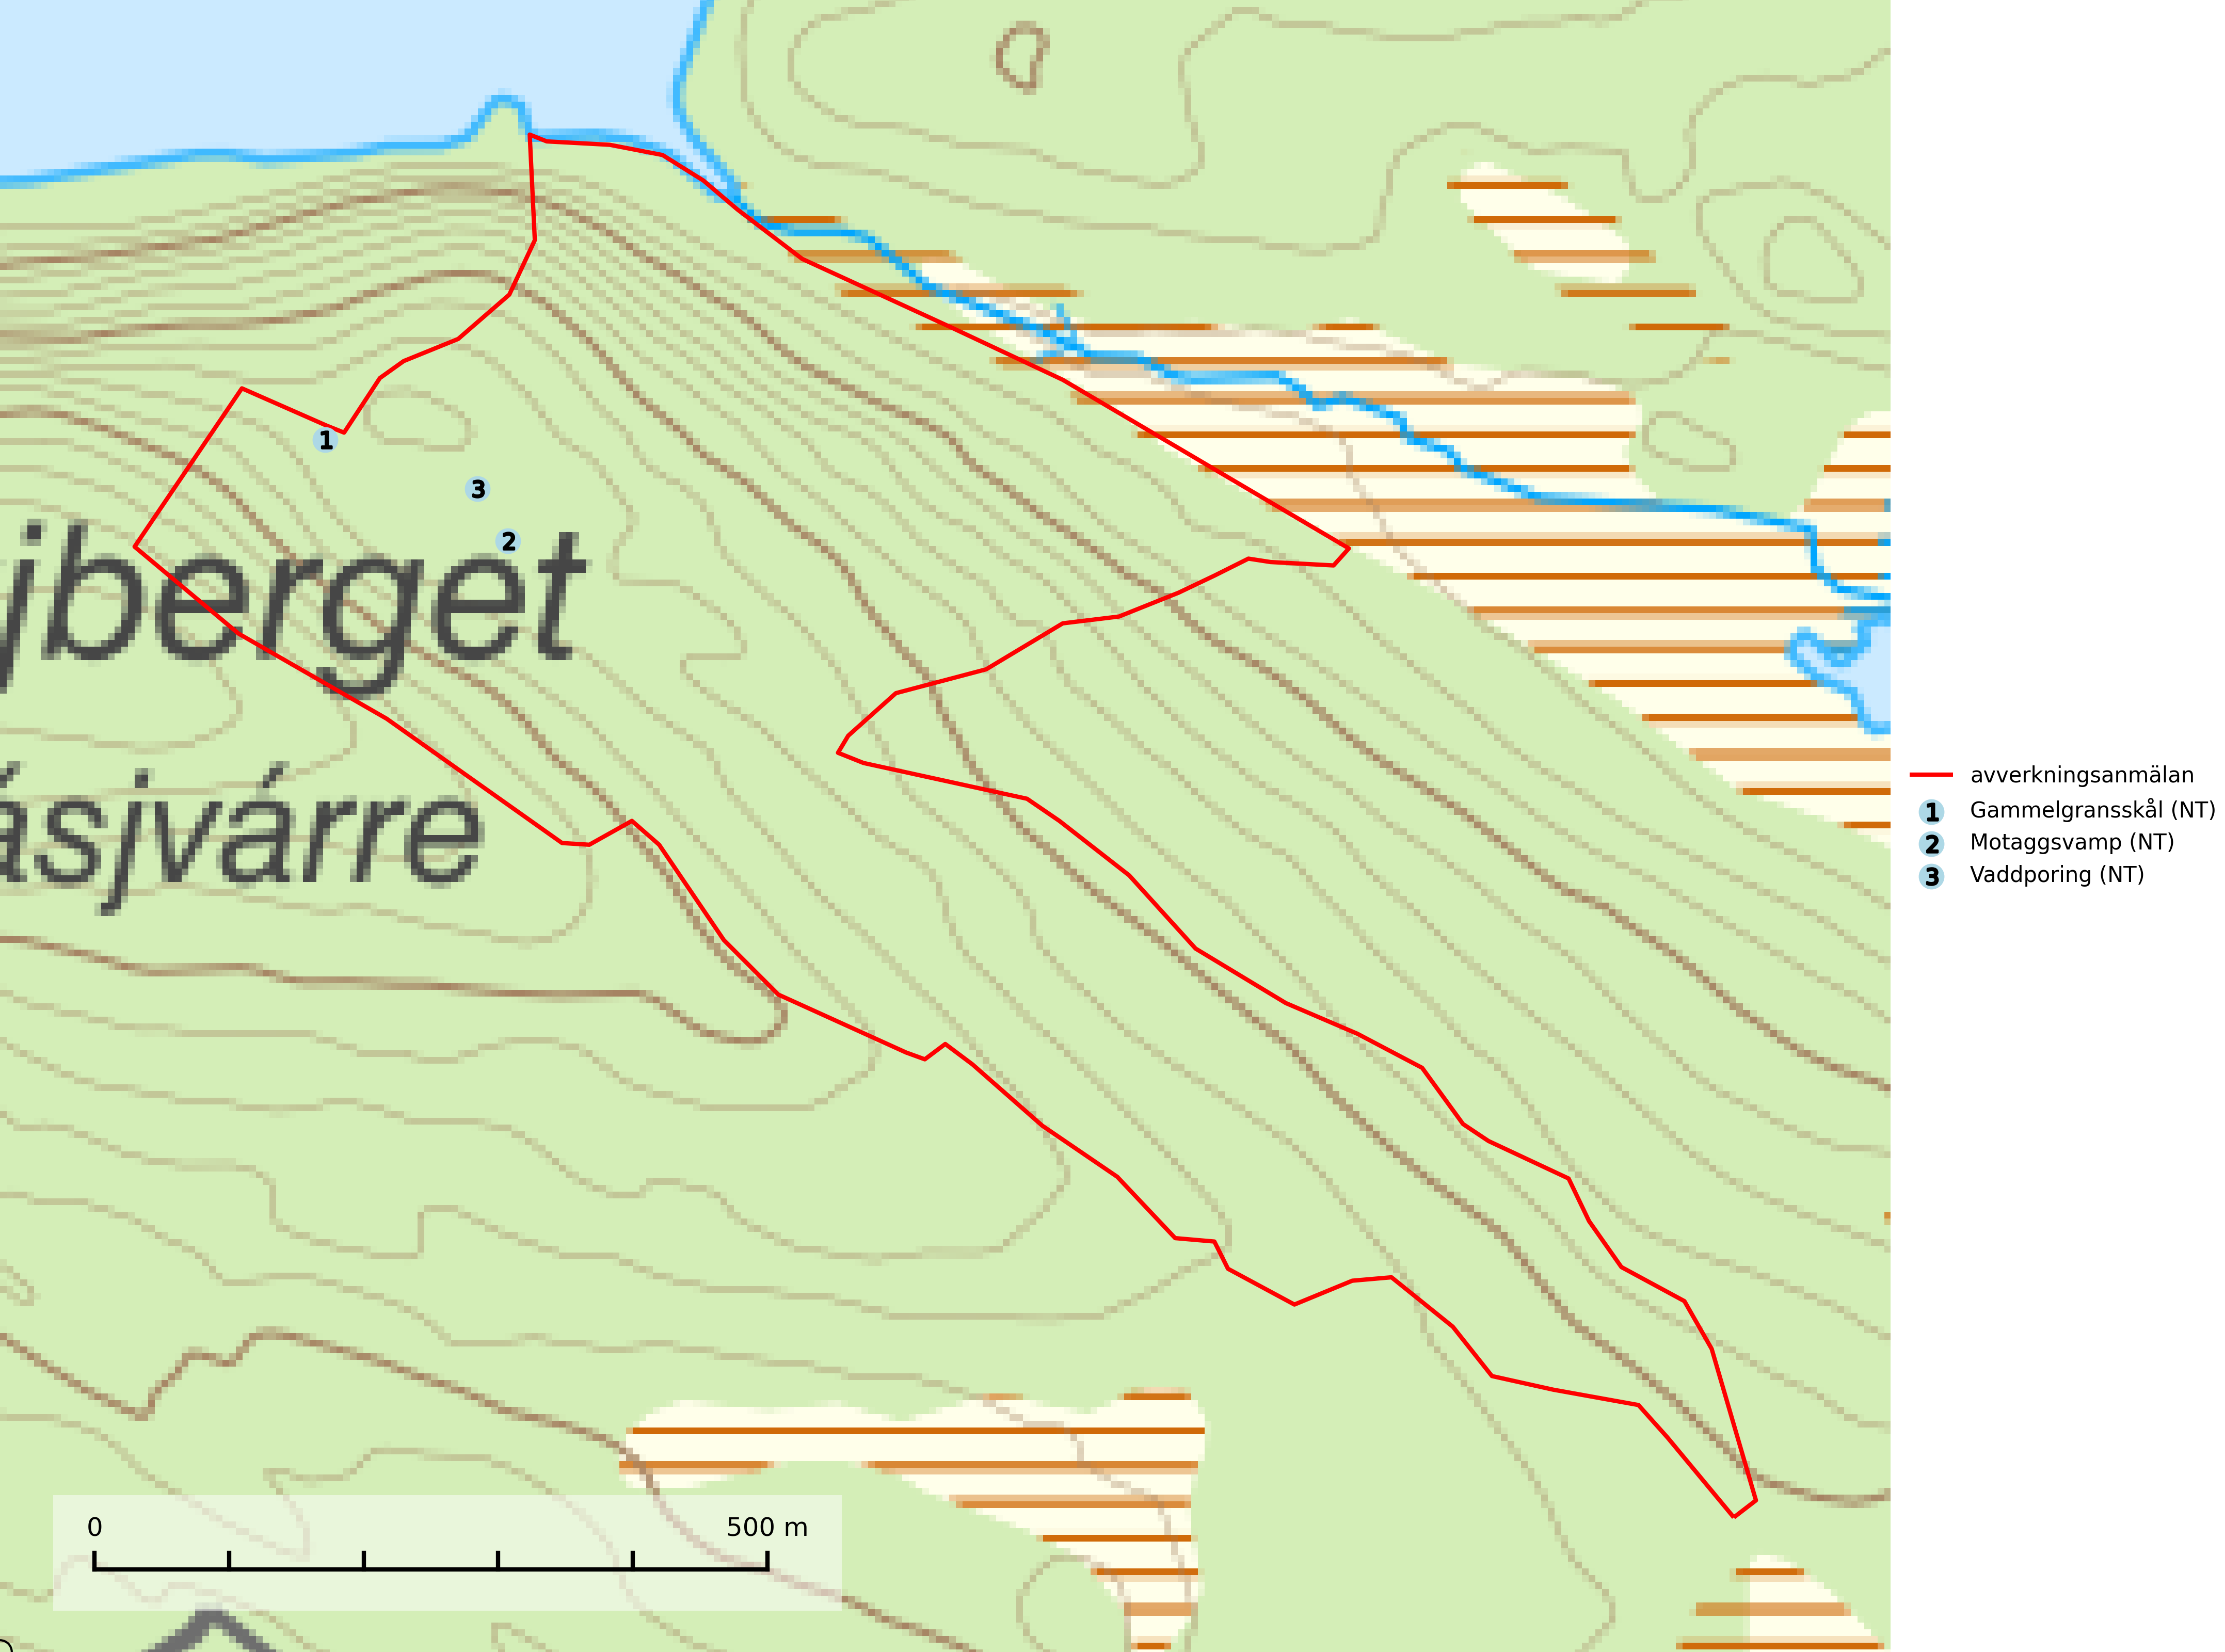 1
3
2
jberget
ásjvárre
0 500 m
avverkningsanmälan
1 Gammelgransskål (NT)
2 Motaggsvamp (NT)
3 Vaddporing (NT)